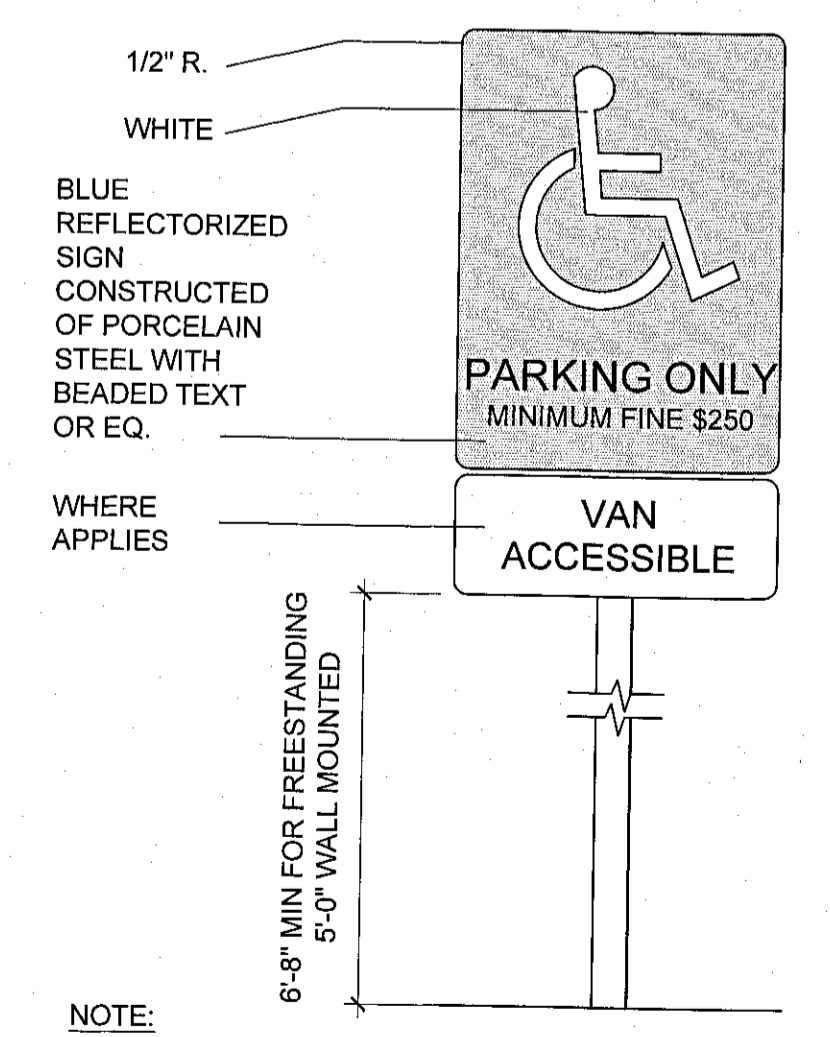 1/2" R.
WHITE
BLUE
REFLECTORIZED
SIGN
CONSTRUCTED
OF PORCELAIN
STEEL WITH
BEADED TEXT
OR EQ.
WHERE
APPLIES
PARKING ONLY
MINIMUM FINE $250
VAN
ACCESSIBLE
6'-8" MIN FOR FREESTANDING
5'-0" WALL MOUNTED
NOTE: